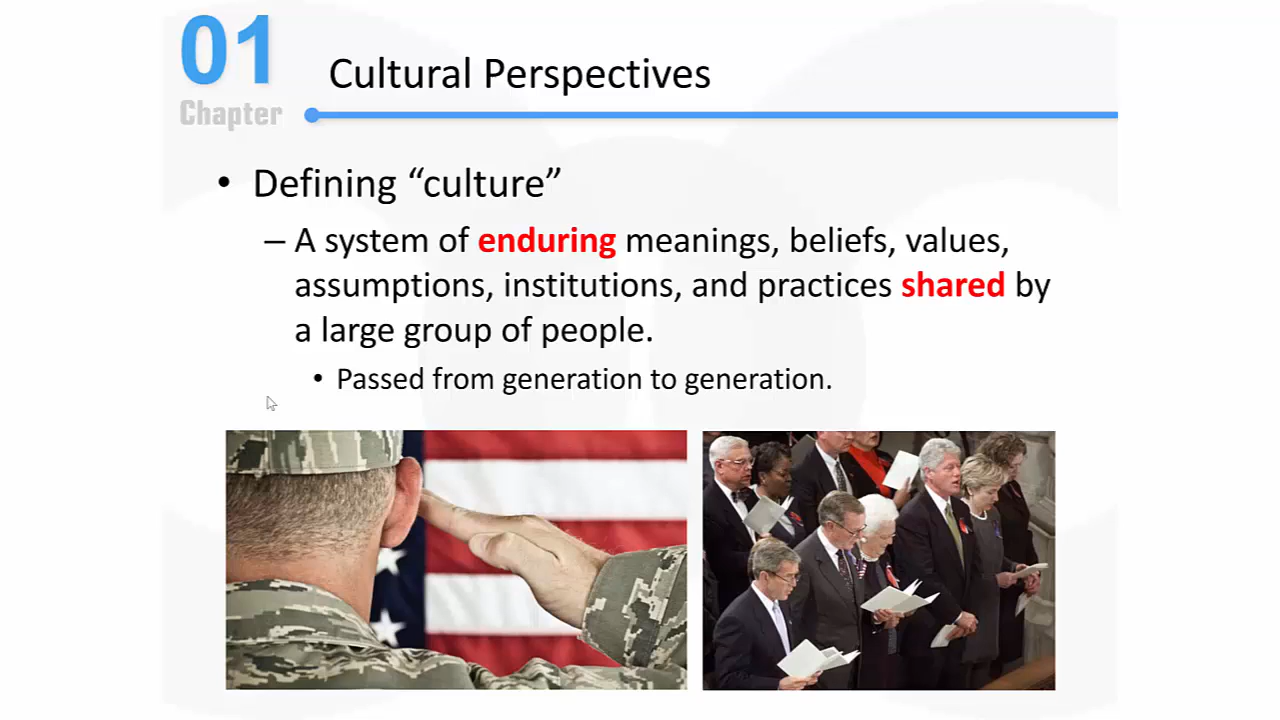 01
Chapter
Cultural Perspectives
• Defining “culture”
– A system of enduring meanings, beliefs, values,
assumptions, institutions, and practices shared by
a large group of people.
• Passed from generation to generation.